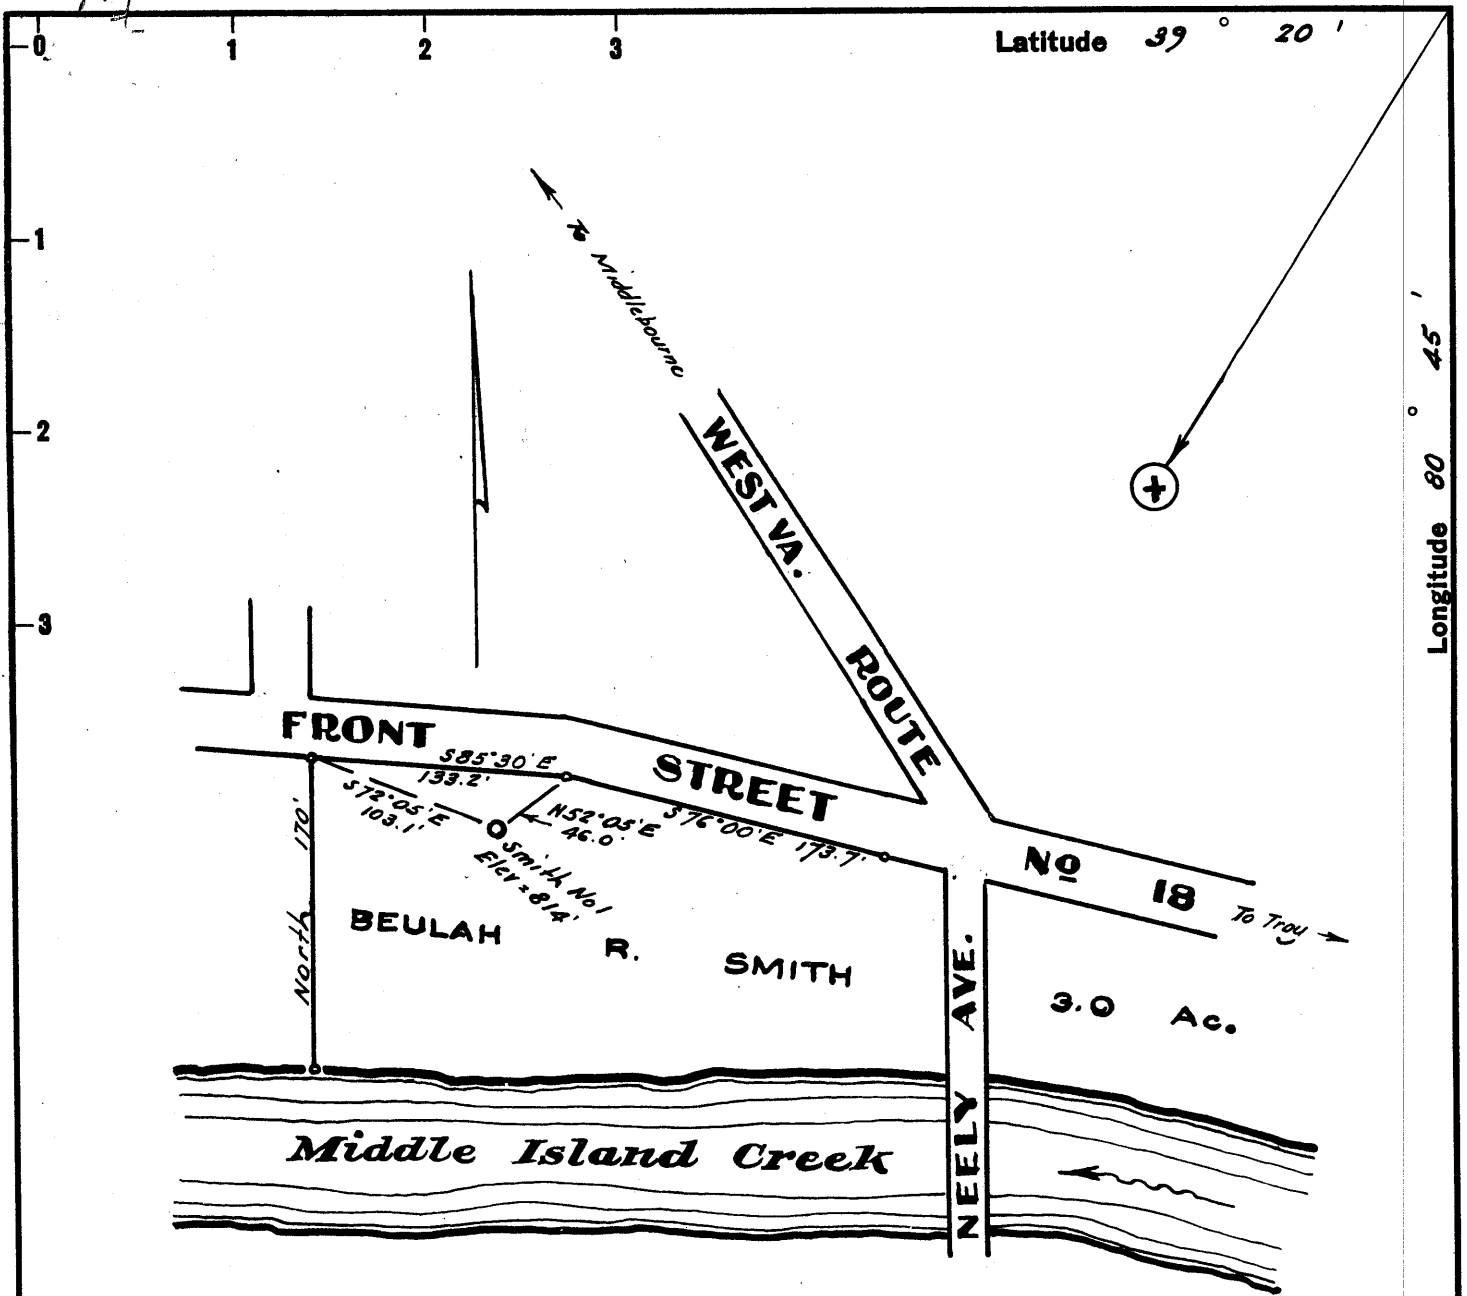 0 1 2 3 Latitude 39° 20'
1
2
3
Longitude 80° 45'
To Middlebourne
WEST VA. ROUTE No 18
To Troy
FRONT STREET
S85°30'E
133.2'
S72°05'E
103.1'
N52°05'E
46.0'
S76°00'E 173.7'
Smith No 1
Elev = 814'
North 170'
BEULAH R. SMITH
3.0 Ac.
NEELY AVE.
Middle Island Creek